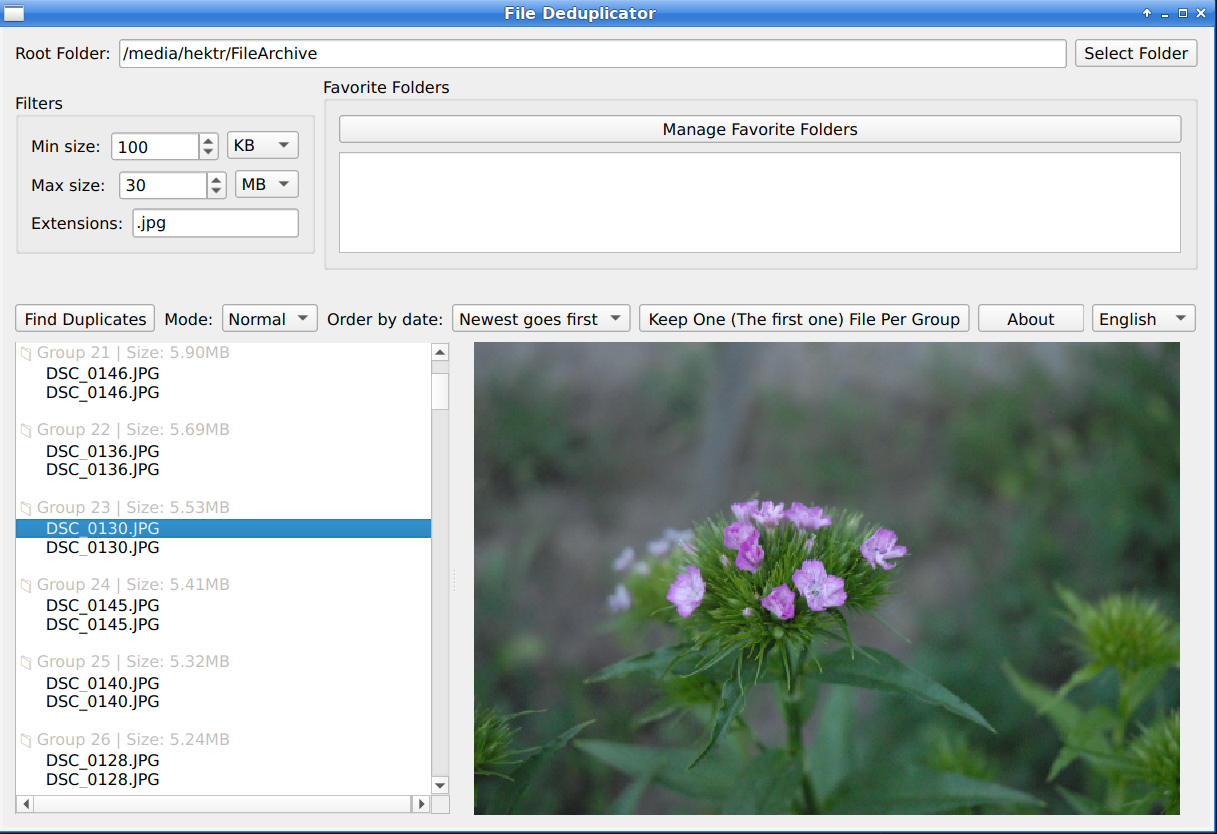 File Deduplicator
Root Folder: /media/hektr/FileArchive Select Folder
Filters
Min size: 100 KB
Max size: 30 MB
Extensions: .jpg
Favorite Folders
Manage Favorite Folders
Find Duplicates Mode: Normal Order by date: Newest goes first Keep One (The first one) File Per Group About English
Group 21 | Size: 5.90MB
DSC_0146.JPG
DSC_0146.JPG
Group 22 | Size: 5.69MB
DSC_0136.JPG
DSC_0136.JPG
Group 23 | Size: 5.53MB
DSC_0130.JPG
DSC_0130.JPG
Group 24 | Size: 5.41MB
DSC_0145.JPG
DSC_0145.JPG
Group 25 | Size: 5.32MB
DSC_0140.JPG
DSC_0140.JPG
Group 26 | Size: 5.24MB
DSC_0128.JPG
DSC_0128.JPG